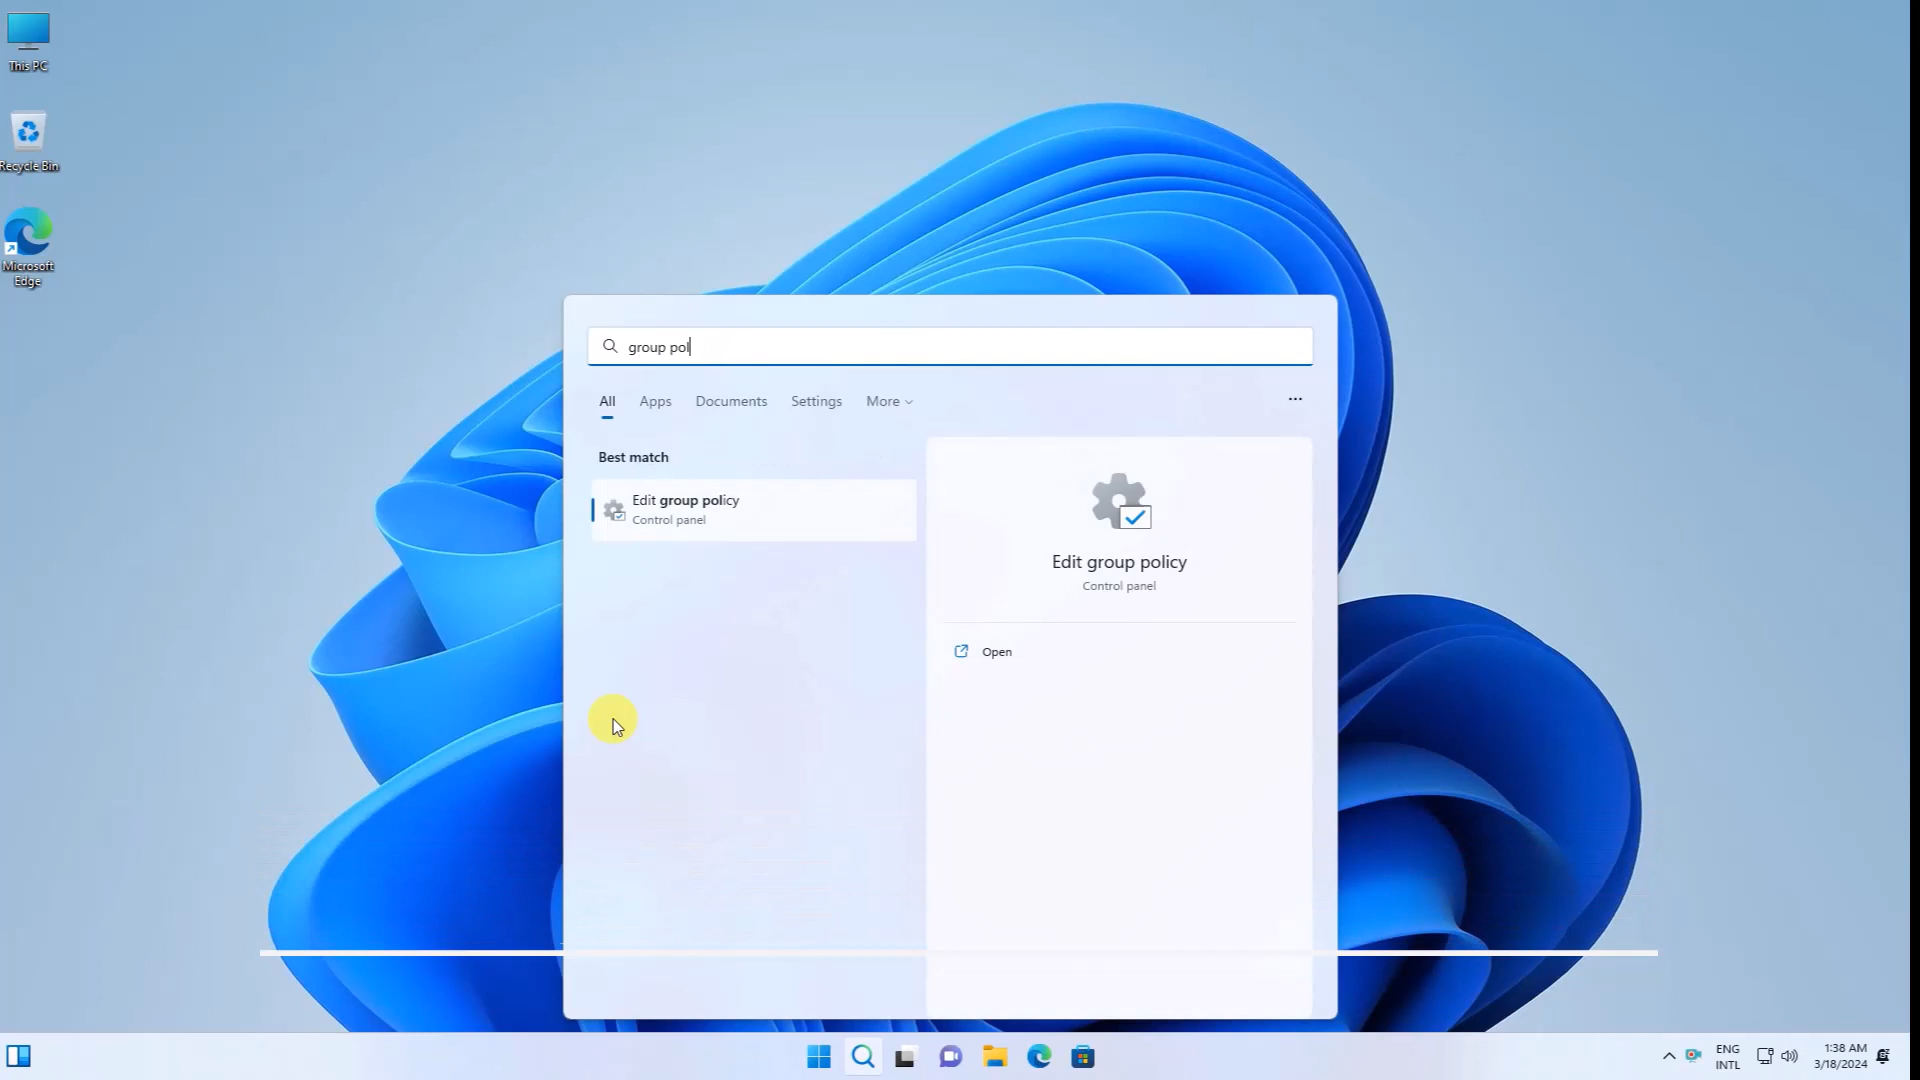 This PC
Recycle Bin
Microsoft
Edge
group pol
All Apps Documents Settings More
Best match
Edit group policy
Control panel
Edit group policy
Control panel
Open
ENG
INTL
1:38 AM
3/18/2024